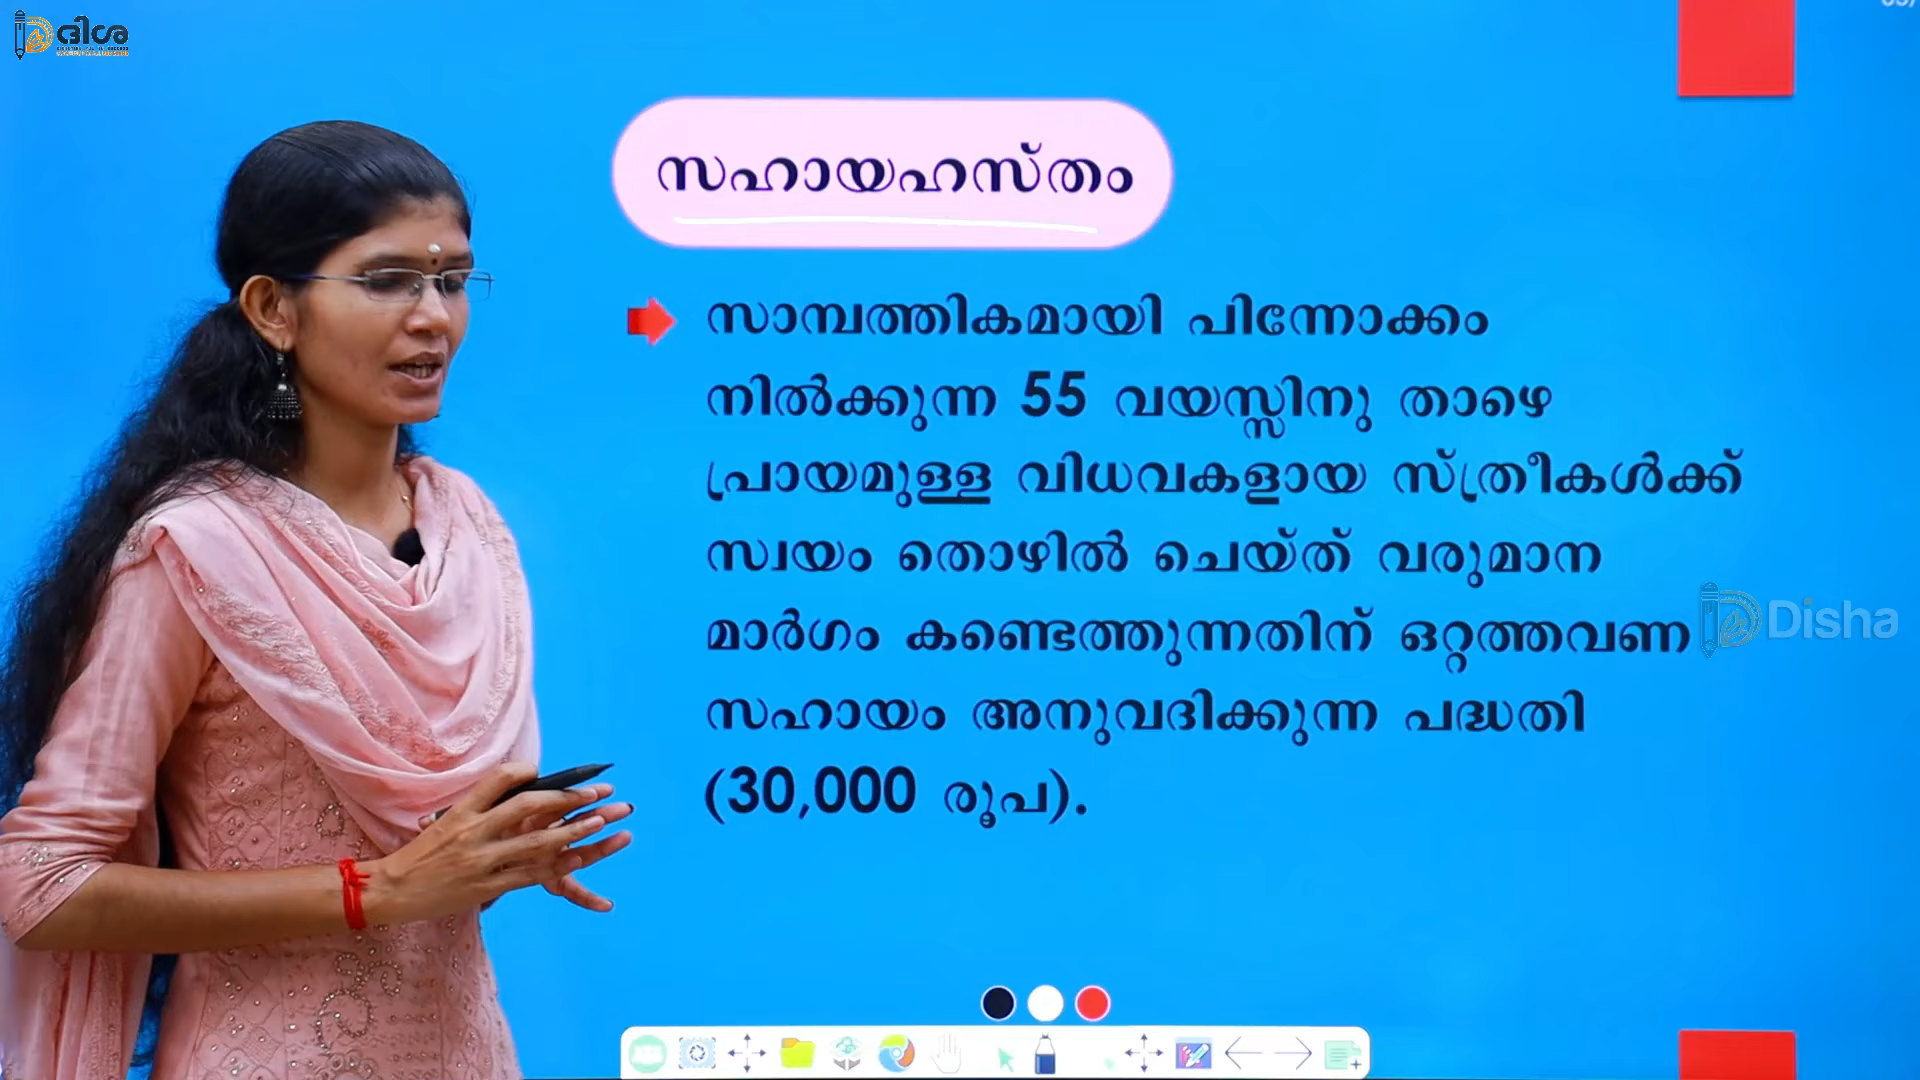 ദിശ
സഹായഹസ്തം
സാമ്പത്തികമായി പിന്നോക്കം
നിൽക്കുന്ന 55 വയസ്സിനു താഴെ
പ്രായമുള്ള വിധവകളായ സ്ത്രീകൾക്ക്
സ്വയം തൊഴിൽ ചെയ്ത് വരുമാന
മാർഗം കണ്ടെത്തുന്നതിന് ഒറ്റത്തവണ
സഹായം അനുവദിക്കുന്ന പദ്ധതി
(30,000 രൂപ).
Disha